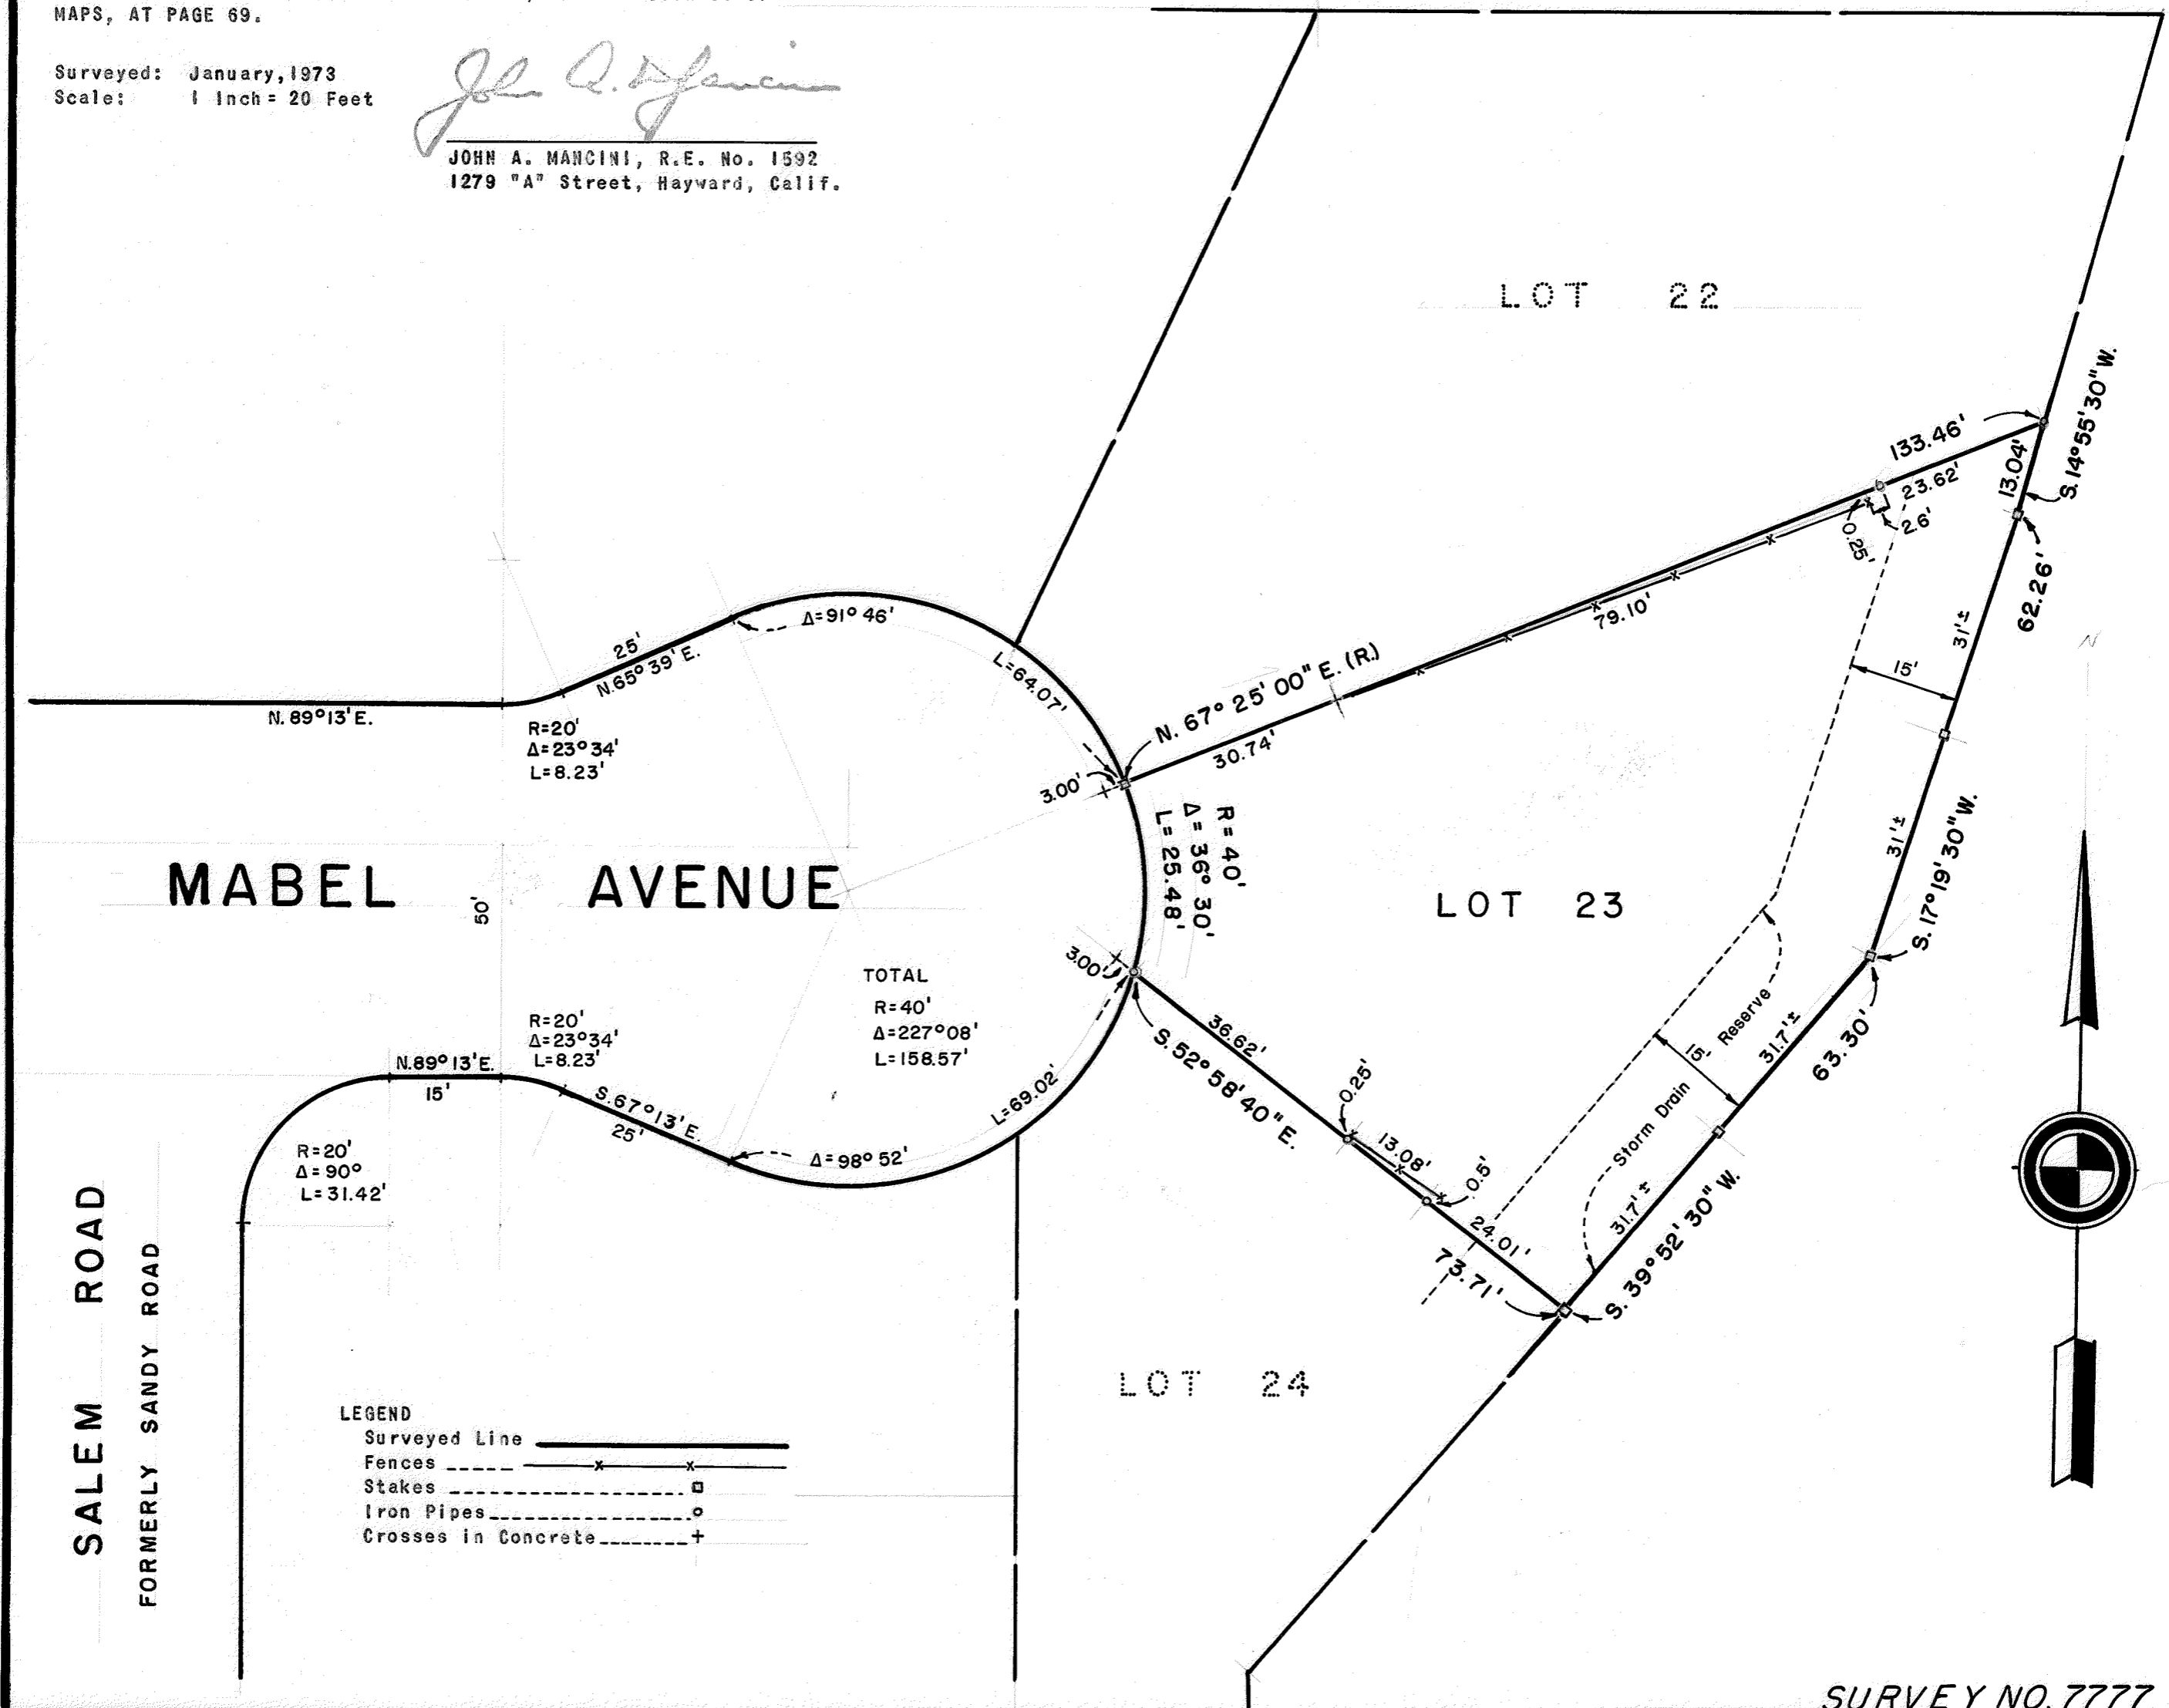 MAPS, AT PAGE 69.
Surveyed: January, 1973
Scale: 1 Inch = 20 Feet
John A. Mancini
JOHN A. MANCINI, R.E. No. 1592
1279 "A" Street, Hayward, Calif.
LOT 22
133.46'
23.62'
13.04'
S. 14° 55' 30" W.
2.6'
0.25'
62.26'
79.10'
31'±
15'
N. 67° 25' 00" E. (R.)
30.74'
3.00'
Δ=91° 46'
L=64.07'
25'
N. 65° 39' E.
N. 89° 13' E.
R=20'
Δ=23° 34'
L=8.23'
R = 40'
Δ = 36° 30'
L = 25.48'
31'±
S. 17° 19' 30" W.
MABEL AVENUE
50'
LOT 23
3.00'
TOTAL
R=40'
Δ=227° 08'
L=158.57'
R=20'
Δ=23° 34'
L=8.23'
N. 89° 13' E.
15'
S. 67° 13' E.
25'
Δ=98° 52'
L=69.02'
R=20'
Δ=90°
L=31.42'
36.62'
S. 52° 58' 40" E.
0.25'
13.08'
0.5'
24.01'
73.71'
15'
Storm Drain Reserve
31.7'±
63.30'
31.7'±
S. 39° 52' 30" W.
N
SALEM ROAD
FORMERLY SANDY ROAD
LOT 24
LEGEND
Surveyed Line
Fences
Stakes
Iron Pipes
Crosses in Concrete
SURVEY NO. 7777